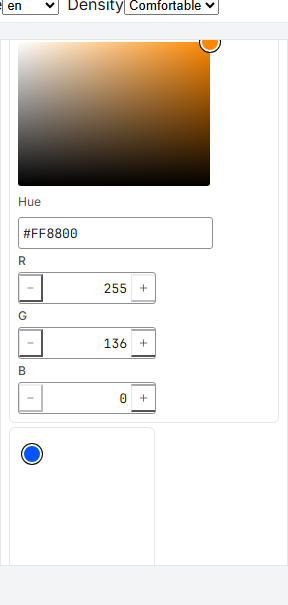 en Density Comfortable
Hue
#FF8800
R
− 255 +
G
− 136 +
B
− 0 +